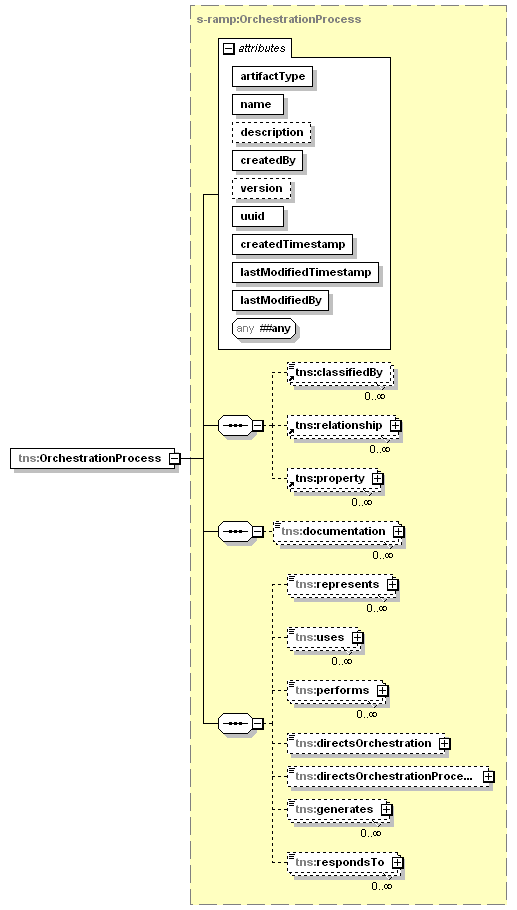 s-ramp:OrchestrationProcess
attributes
artifactType
name
description
createdBy
version
uuid
createdTimestamp
lastModifiedTimestamp
lastModifiedBy
any ##any
tns:classifiedBy
0..∞
tns:relationship
0..∞
tns:OrchestrationProcess
tns:property
0..∞
tns:documentation
0..∞
tns:represents
0..∞
tns:uses
0..∞
tns:performs
0..∞
tns:directsOrchestration
tns:directsOrchestrationProce...
tns:generates
0..∞
tns:respondsTo
0..∞